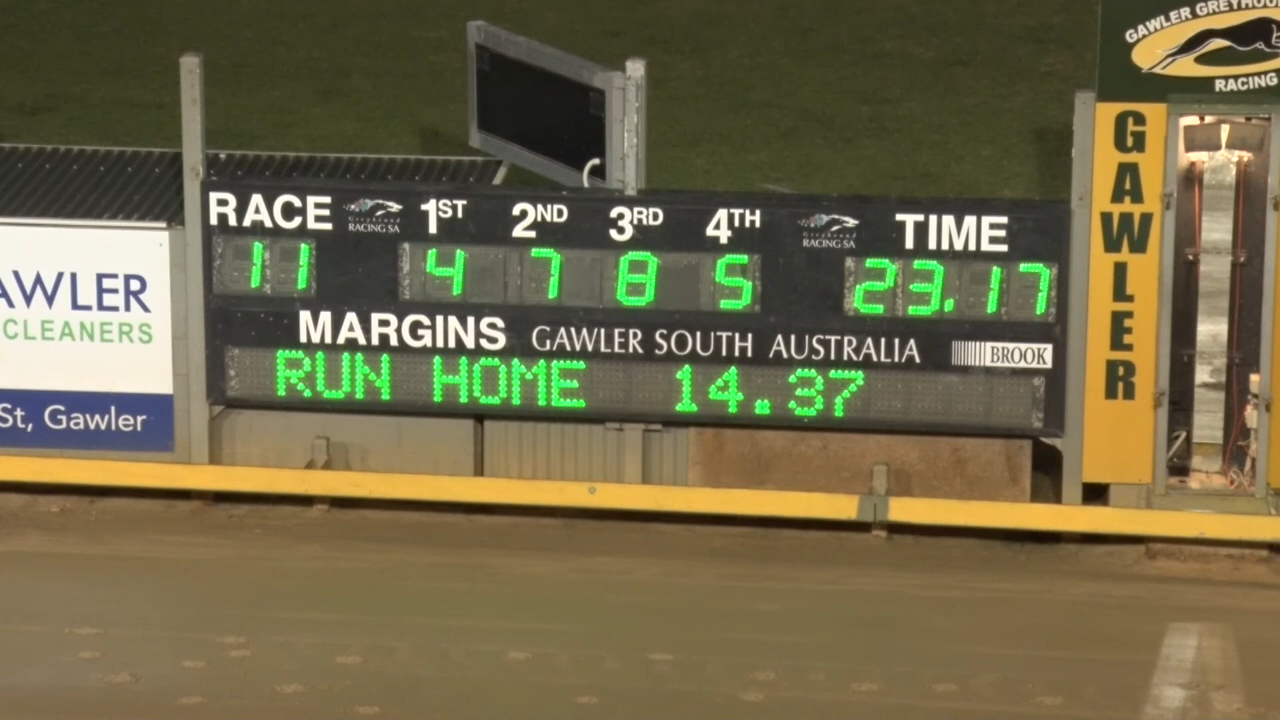 GAWLER GREYHOU
RACING
GAWLER
RACE 1ST 2ND 3RD 4TH TIME
Greyhound RACING SA
Greyhound RACING SA
11 4 7 8 5 23.17
MARGINS GAWLER SOUTH AUSTRALIA BROOK
RUN HOME 14.37
AWLER
CLEANERS
St, Gawler